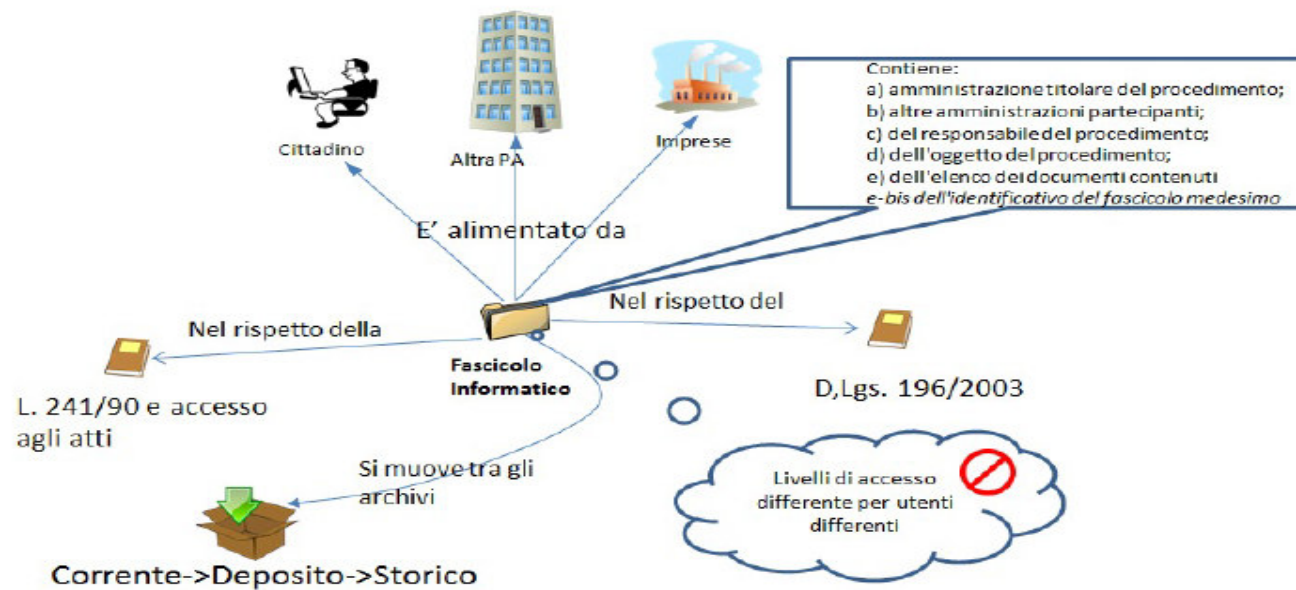 Cittadino
Altra PA
Imprese
Contiene:
a) amministrazione titolare del procedimento;
b) altre amministrazioni partecipanti;
c) del responsabile del procedimento;
d) dell'oggetto del procedimento;
e) dell'elenco dei documenti contenuti
e-bis dell'identificativo del fascicolo medesimo
E' alimentato da
Nel rispetto della
Nel rispetto del
Fascicolo
Informatico
L. 241/90 e accesso
agli atti
D,Lgs. 196/2003
Si muove tra gli
archivi
Livelli di accesso
differente per utenti
differenti
Corrente->Deposito->Storico